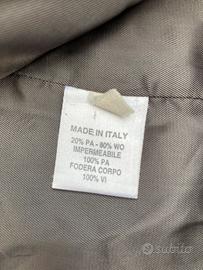 MADE IN ITALY
20% PA - 80% WO
IMPERMEABILE
100% PA
FODERA CORPO
100% VI
subito